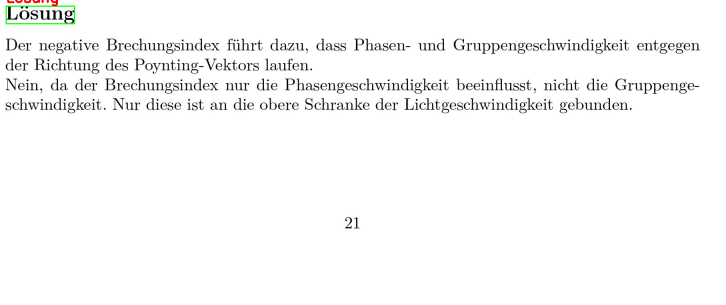 Lösung
Lösung
Der negative Brechungsindex führt dazu, dass Phasen- und Gruppengeschwindigkeit entgegen
der Richtung des Poynting-Vektors laufen.
Nein, da der Brechungsindex nur die Phasengeschwindigkeit beeinflusst, nicht die Gruppenge-
schwindigkeit. Nur diese ist an die obere Schranke der Lichtgeschwindigkeit gebunden.
21